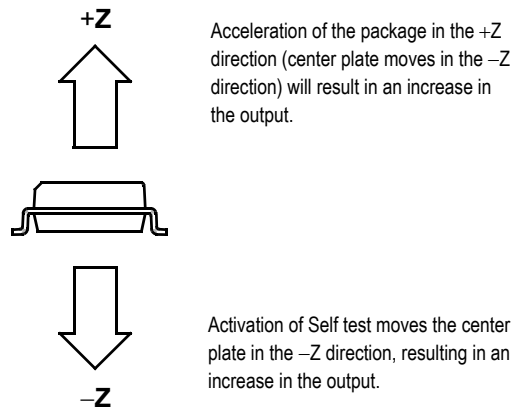 +Z
Acceleration of the package in the +Z
direction (center plate moves in the –Z
direction) will result in an increase in
the output.
Activation of Self test moves the center
plate in the –Z direction, resulting in an
increase in the output.
–Z